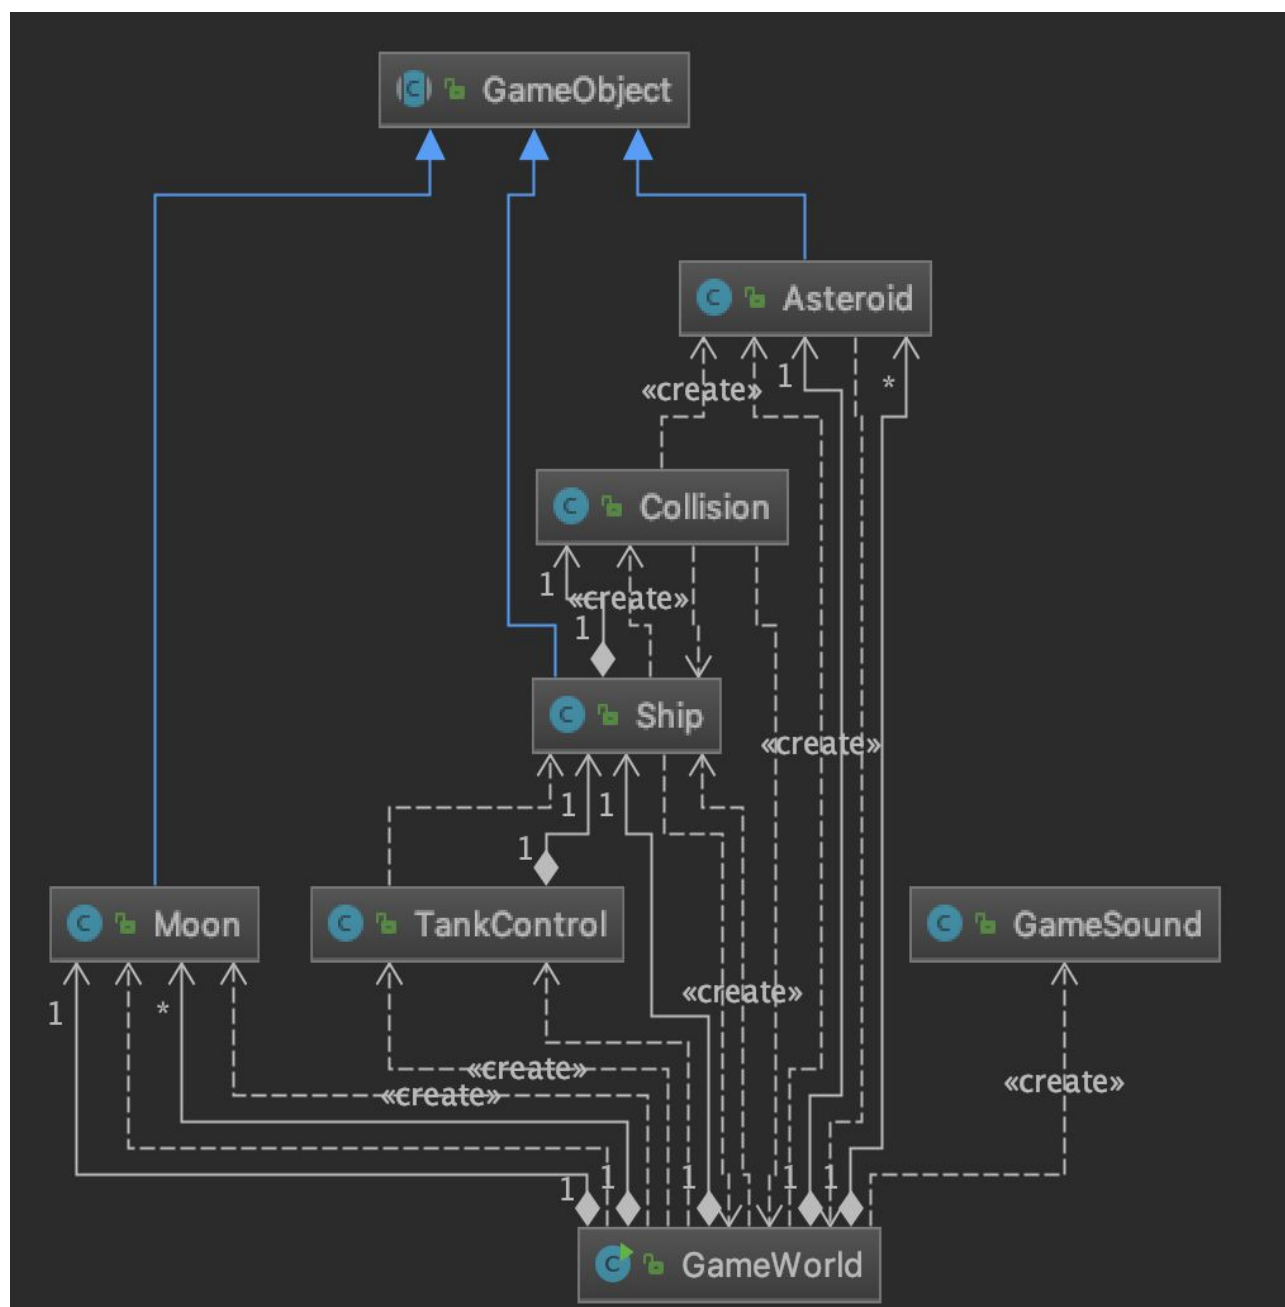 C GameObject
C Asteroid
«create» 1 *
C Collision
1 «create»
1
C Ship
«create»
1 1
1
C Moon C TankControl C GameSound
«create»
1 *
«create»
«create»
«create»
1 1 1 1 1
C GameWorld